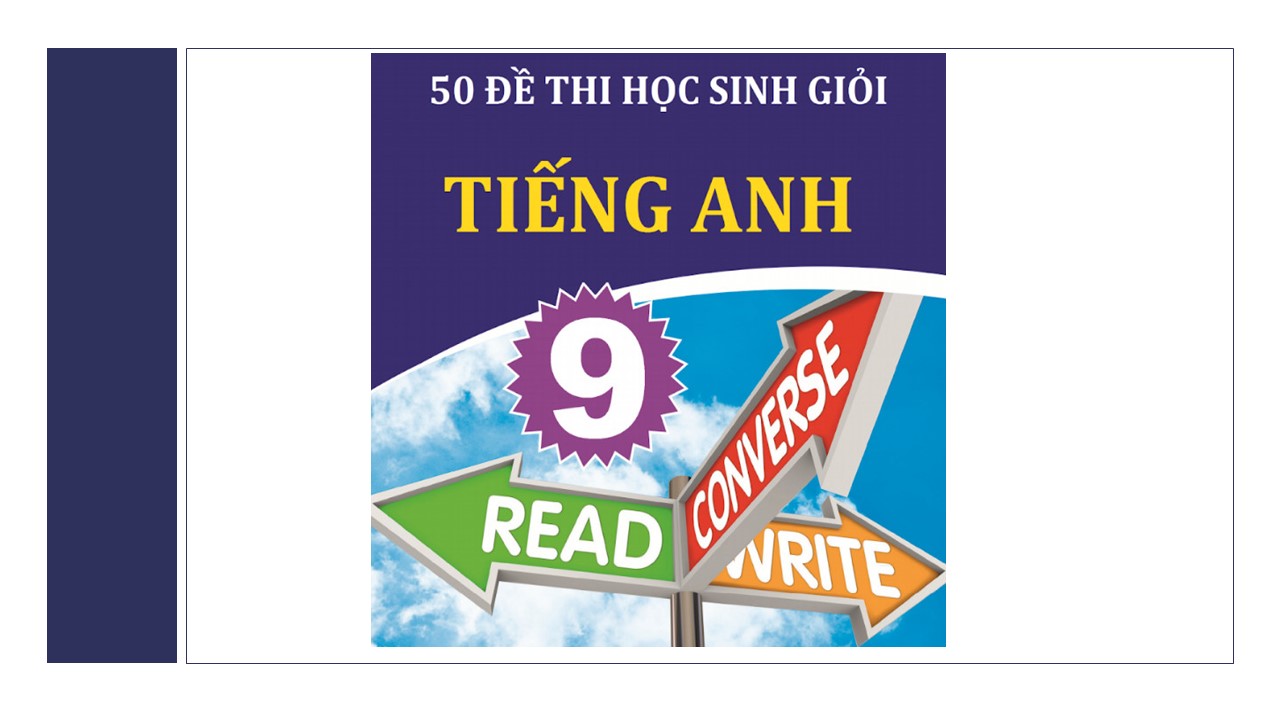 50 ĐỀ THI HỌC SINH GIỎI
TIẾNG ANH
9
CONVERSE
READ
WRITE